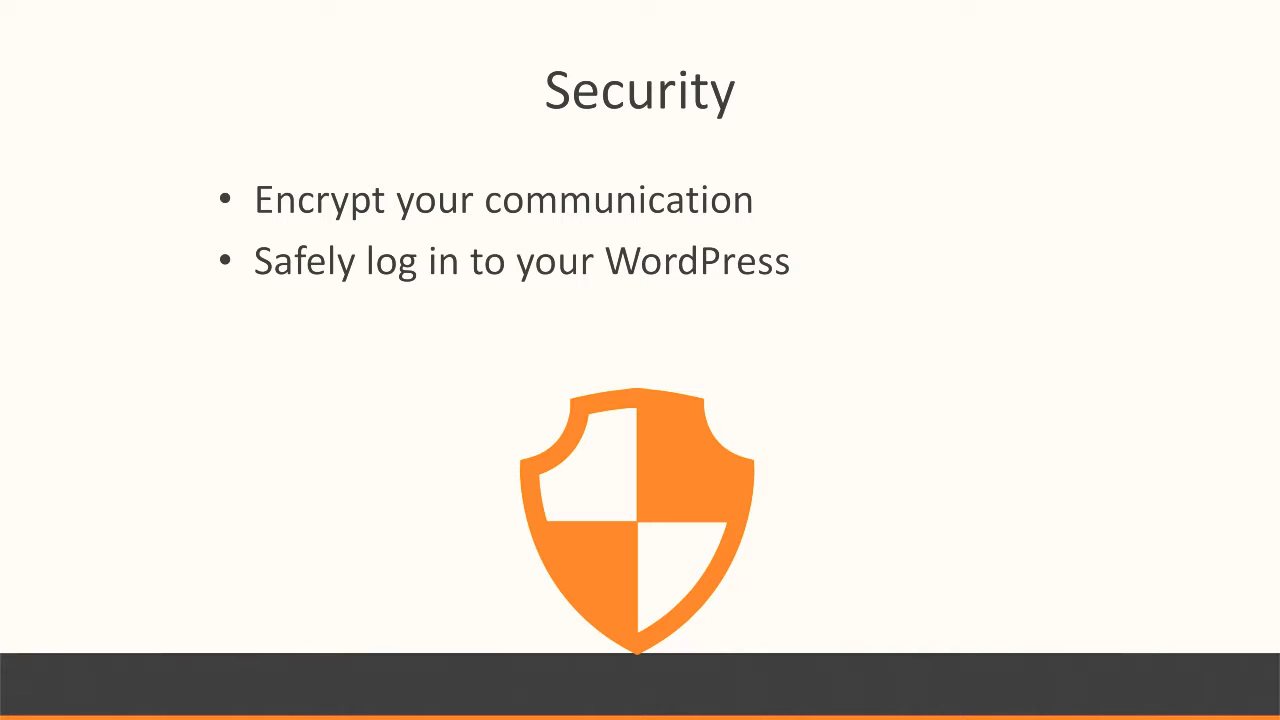 Security
• Encrypt your communication
• Safely log in to your WordPress